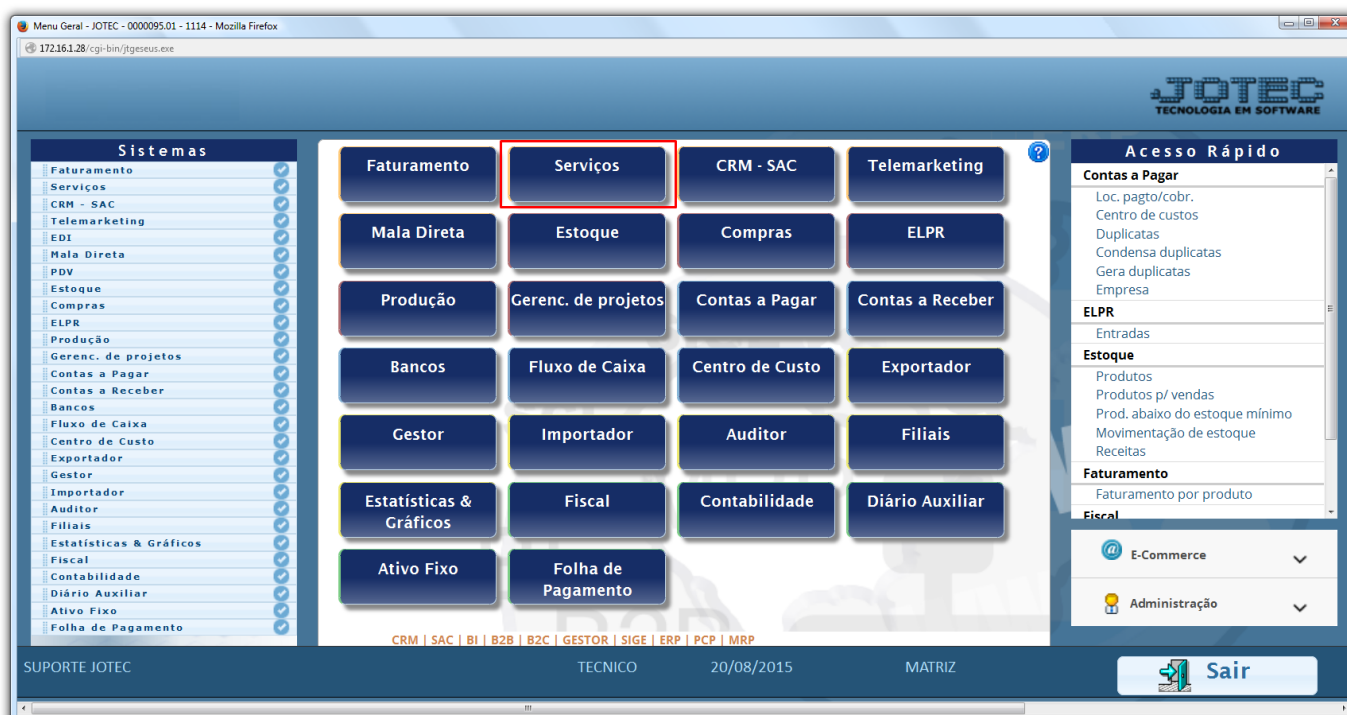 Menu Geral - JOTEC - 0000095.01 - 1114 - Mozilla Firefox
172.16.1.28/cgi-bin/jtgeseus.exe
JOTEC
TECNOLOGIA EM SOFTWARE
Sistemas
Faturamento
Serviços
CRM - SAC
Telemarketing
EDI
Mala Direta
PDV
Estoque
Compras
ELPR
Produção
Gerenc. de projetos
Contas a Pagar
Contas a Receber
Bancos
Fluxo de Caixa
Centro de Custo
Exportador
Gestor
Importador
Auditor
Filiais
Estatísticas & Gráficos
Fiscal
Contabilidade
Diário Auxiliar
Ativo Fixo
Folha de Pagamento
Faturamento
Serviços
CRM - SAC
Telemarketing
Mala Direta
Estoque
Compras
ELPR
Produção
Gerenc. de projetos
Contas a Pagar
Contas a Receber
Bancos
Fluxo de Caixa
Centro de Custo
Exportador
Gestor
Importador
Auditor
Filiais
Estatísticas &
Gráficos
Fiscal
Contabilidade
Diário Auxiliar
Ativo Fixo
Folha de
Pagamento
CRM | SAC | BI | B2B | B2C | GESTOR | SIGE | ERP | PCP | MRP
Acesso Rápido
Contas a Pagar
Loc. pagto/cobr.
Centro de custos
Duplicatas
Condensa duplicatas
Gera duplicatas
Empresa
ELPR
Entradas
Estoque
Produtos
Produtos p/ vendas
Prod. abaixo do estoque mínimo
Movimentação de estoque
Receitas
Faturamento
Faturamento por produto
Fiscal
E-Commerce
Administração
SUPORTE JOTEC
TECNICO
20/08/2015
MATRIZ
Sair